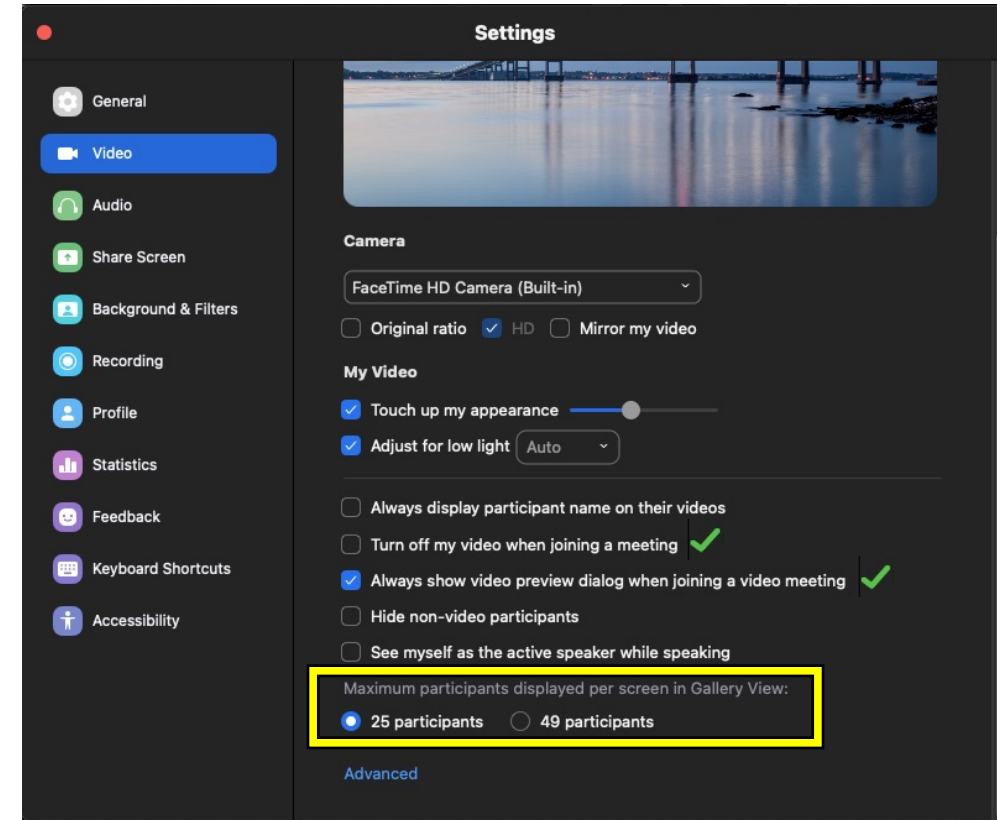 Settings
General
Video
Audio
Share Screen
Background & Filters
Recording
Profile
Statistics
Feedback
Keyboard Shortcuts
Accessibility
Camera
FaceTime HD Camera (Built-in)
Original ratio HD Mirror my video
My Video
Touch up my appearance
Adjust for low light Auto
Always display participant name on their videos
Turn off my video when joining a meeting
Always show video preview dialog when joining a video meeting
Hide non-video participants
See myself as the active speaker while speaking
Maximum participants displayed per screen in Gallery View:
25 participants 49 participants
Advanced